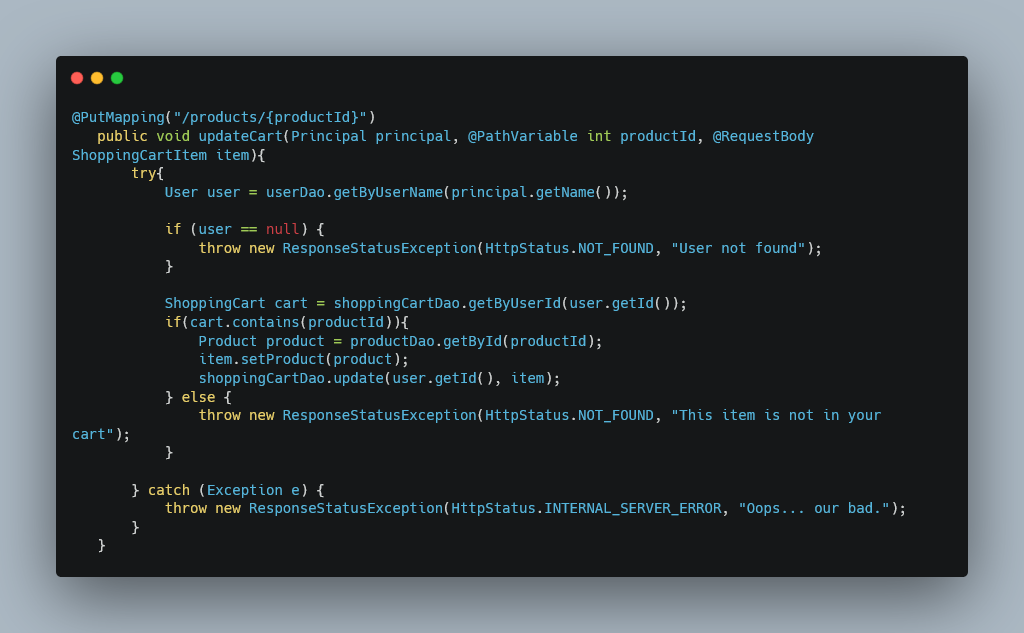 @PutMapping("/products/{productId}")
   public void updateCart(Principal principal, @PathVariable int productId, @RequestBody
ShoppingCartItem item){
       try{
           User user = userDao.getByUserName(principal.getName());

           if (user == null) {
               throw new ResponseStatusException(HttpStatus.NOT_FOUND, "User not found");
           }

           ShoppingCart cart = shoppingCartDao.getByUserId(user.getId());
           if(cart.contains(productId)){
               Product product = productDao.getById(productId);
               item.setProduct(product);
               shoppingCartDao.update(user.getId(), item);
           } else {
               throw new ResponseStatusException(HttpStatus.NOT_FOUND, "This item is not in your
cart");
           }

       } catch (Exception e) {
           throw new ResponseStatusException(HttpStatus.INTERNAL_SERVER_ERROR, "Oops... our bad.");
       }
   }